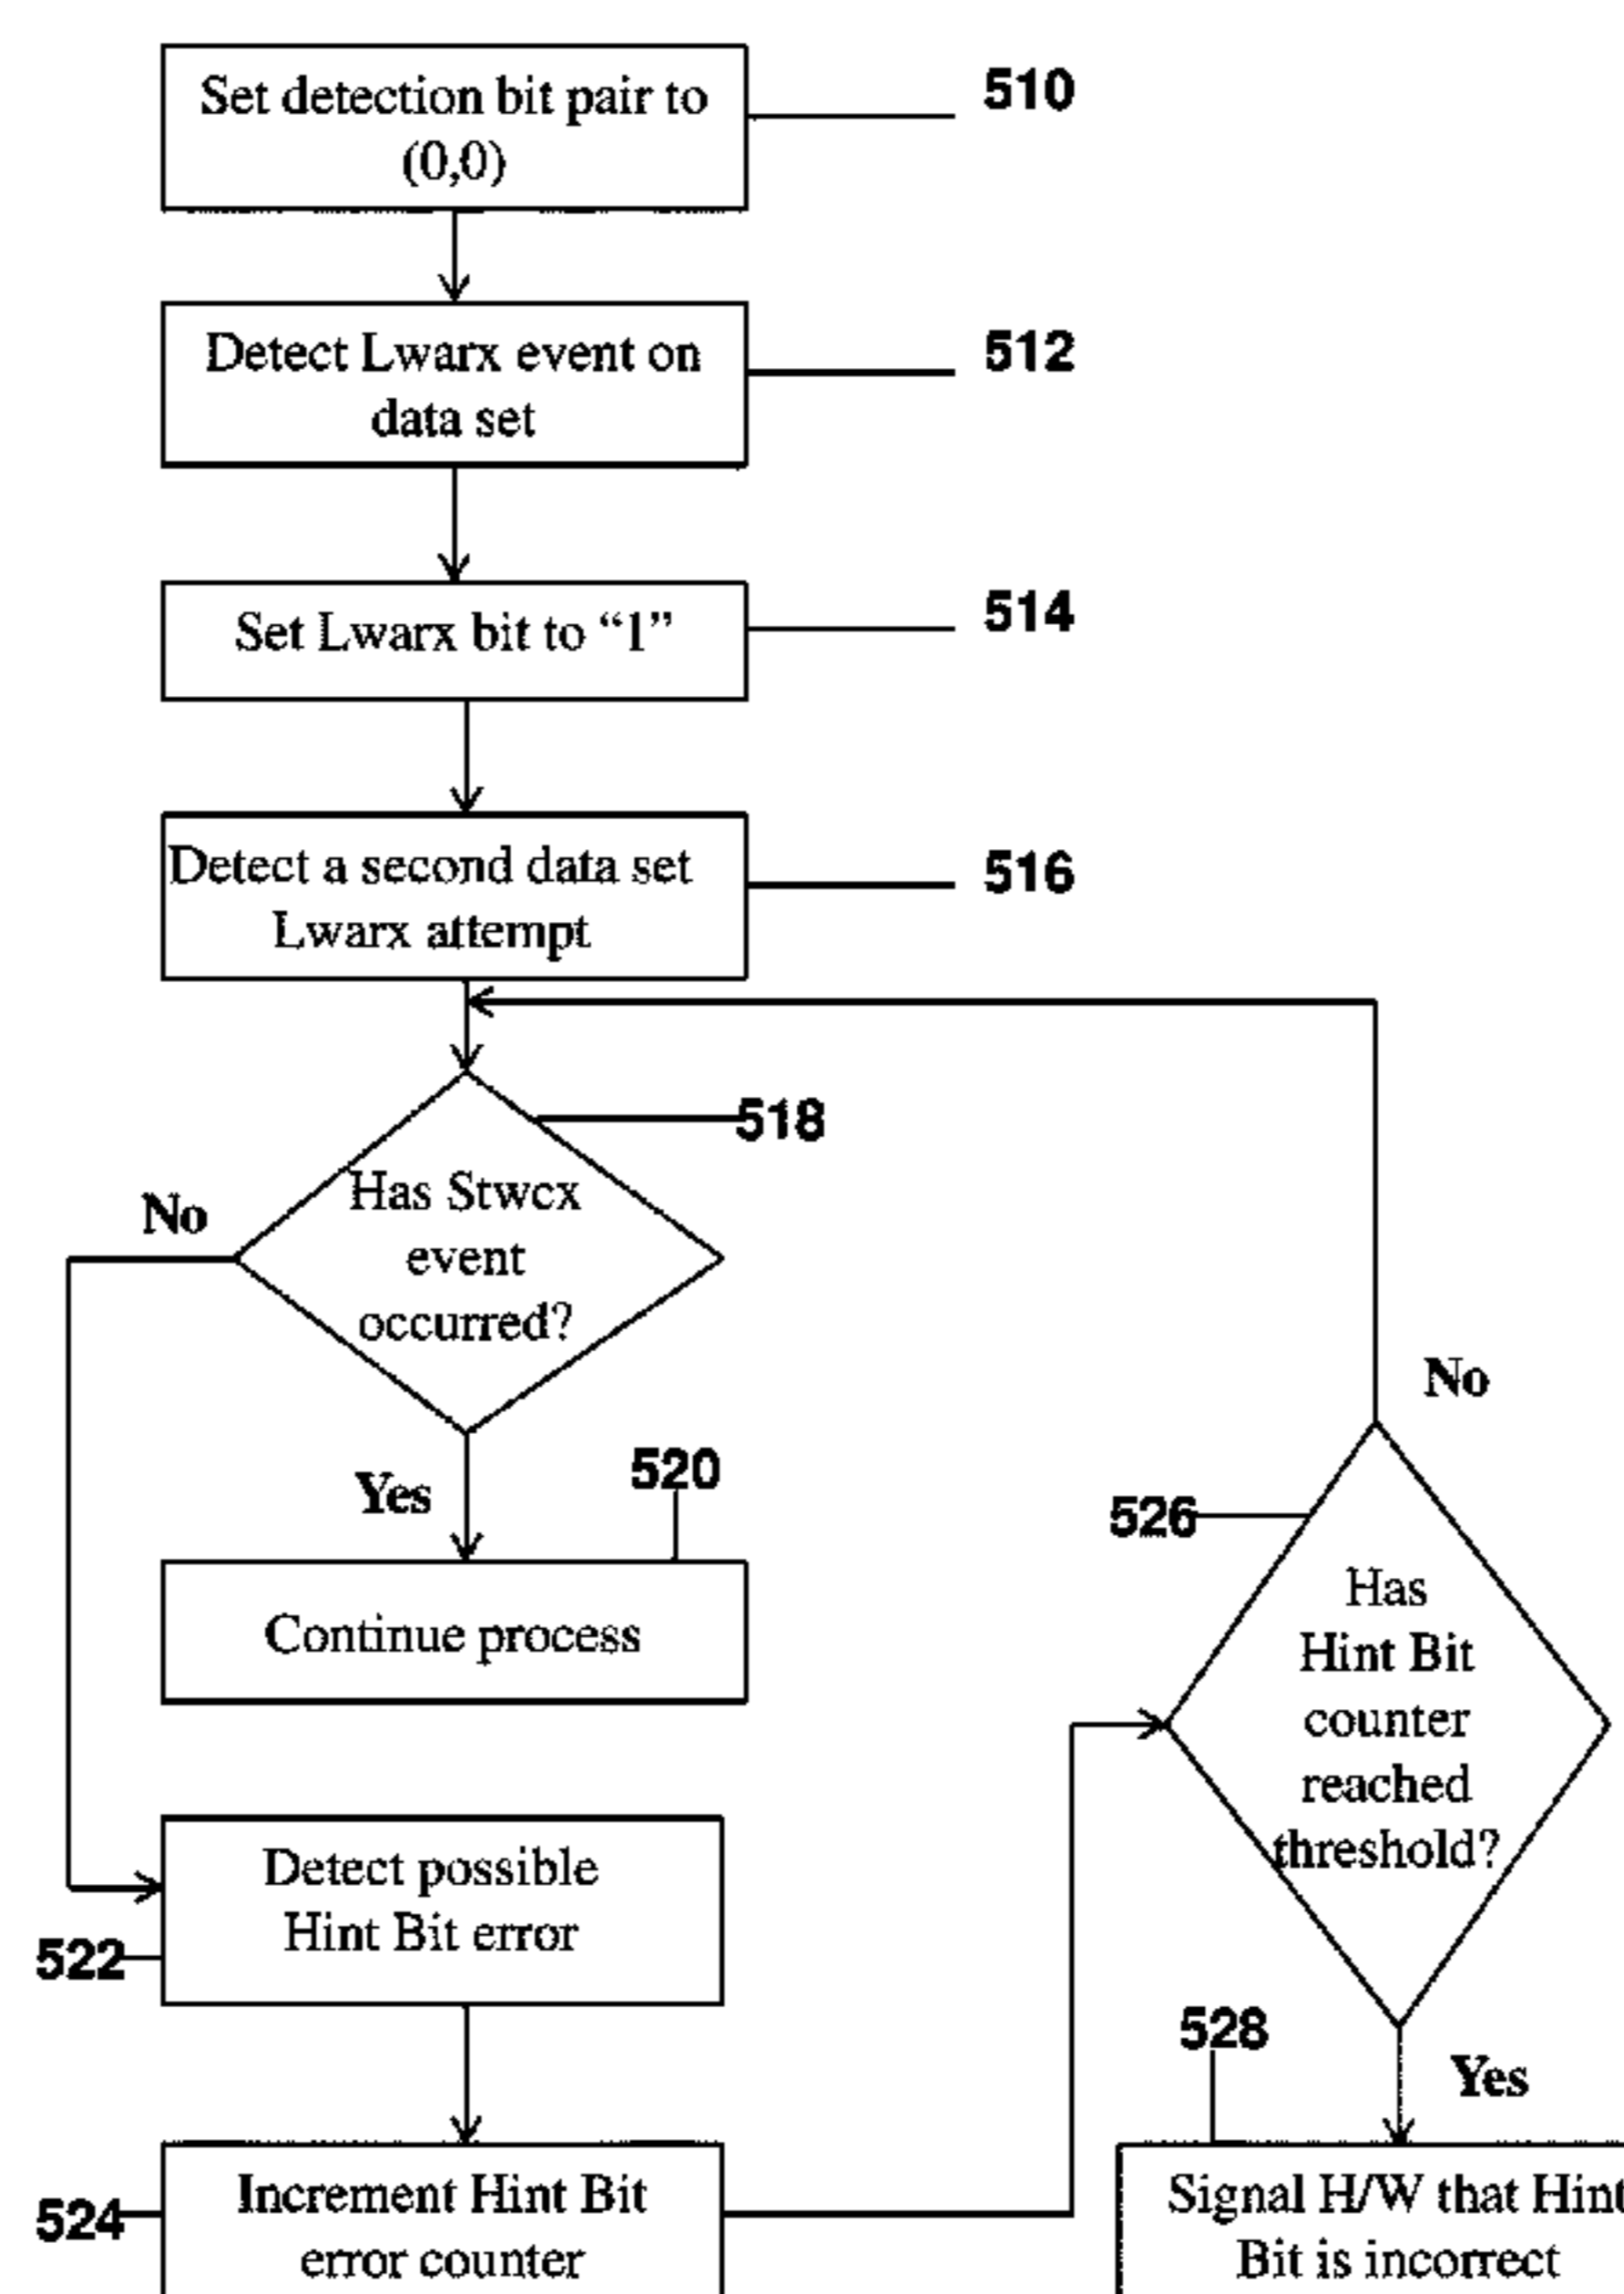 Set detection bit pair to
(0,0)
510
Detect Lwarx event on
data set
512
Set Lwarx bit to “1”
514
Detect a second data set
Lwarx attempt
516
518
Has Stwcx
event
occurred?
No
Yes
520
Continue process
Detect possible
Hint Bit error
522
Increment Hint Bit
error counter
524
No
526
Has
Hint Bit
counter
reached
threshold?
Yes
528
Signal H/W that Hint
Bit is incorrect